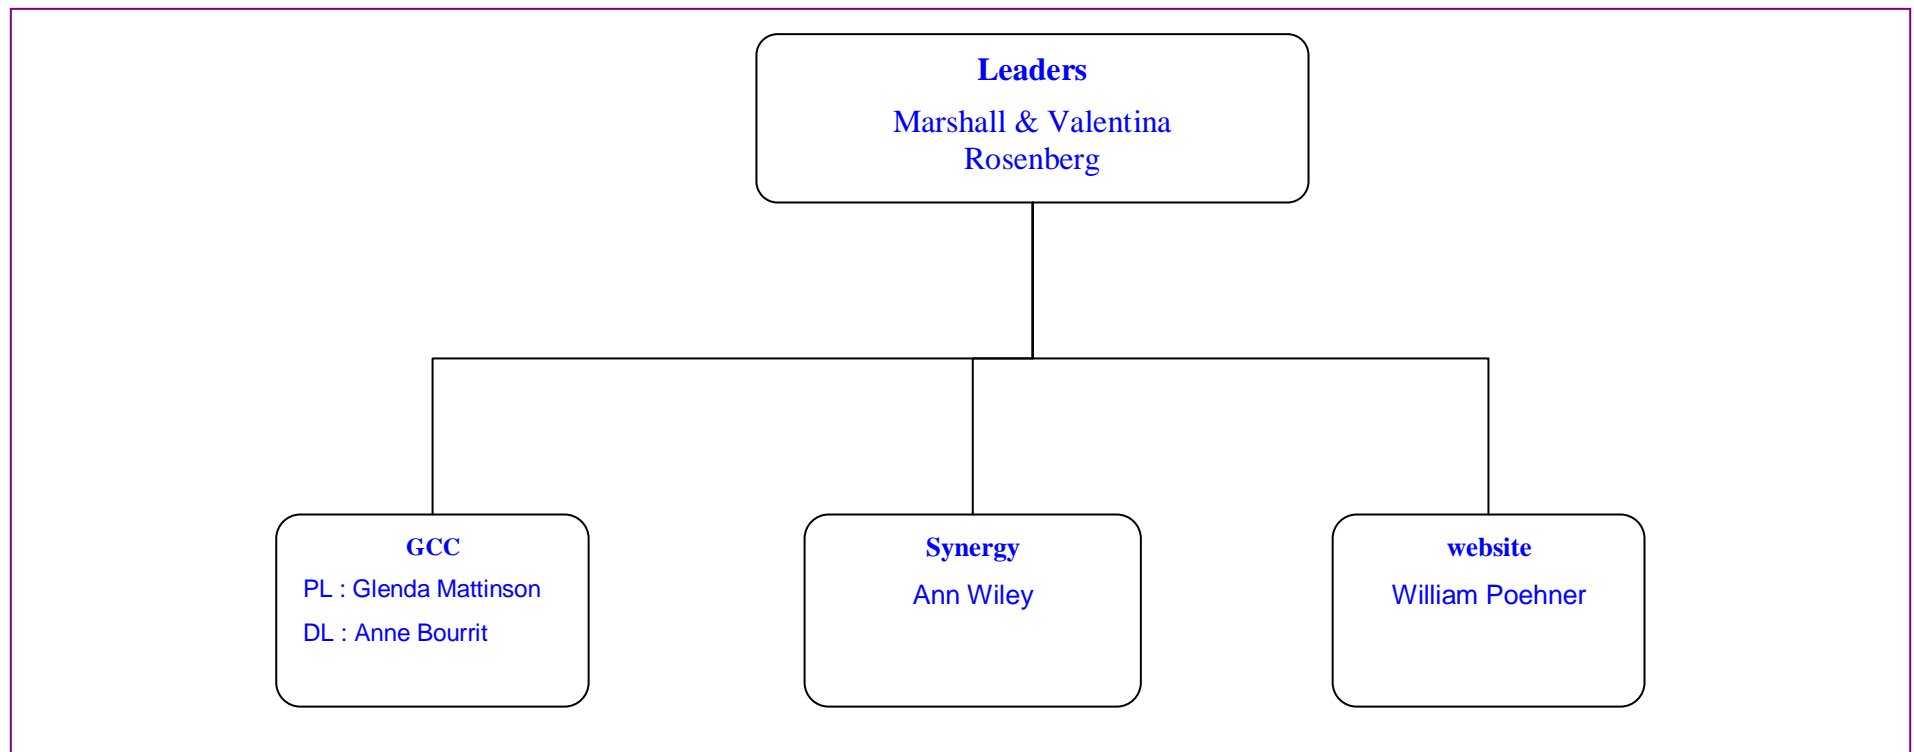 Leaders
Marshall & Valentina
Rosenberg
GCC
PL : Glenda Mattinson
DL : Anne Bourrit
Synergy
Ann Wiley
website
William Poehner